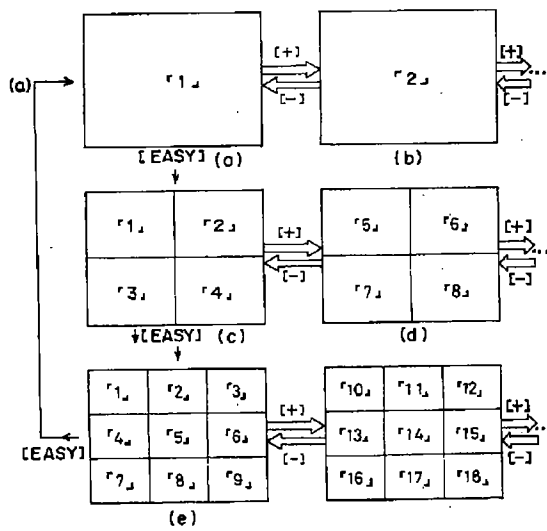 [+] [+]
(a) ｢1｣ ｢2｣ ...
[-] [-]
[EASY] (a) (b)
｢1｣ ｢2｣ [+] ｢5｣ ｢6｣ [+]
[-] ... [-]
｢3｣ ｢4｣ ｢7｣ ｢8｣
[EASY] (c) (d)
｢1｣ ｢2｣ ｢3｣ ｢10｣ ｢11｣ ｢12｣
[+] [+]
｢4｣ ｢5｣ ｢6｣ ｢13｣ ｢14｣ ｢15｣ ...
[EASY] [-] [-]
｢7｣ ｢8｣ ｢9｣ ｢16｣ ｢17｣ ｢18｣
(e)